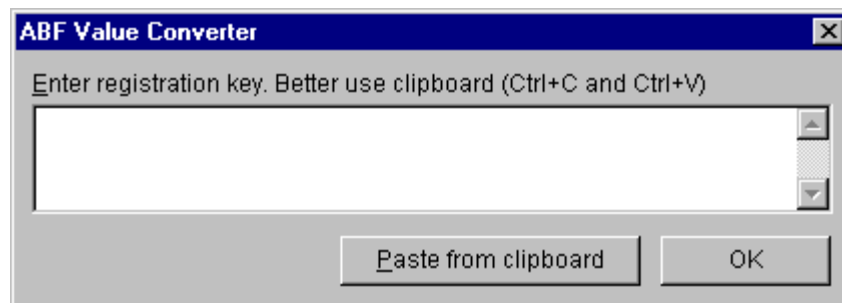 ABF Value Converter
Enter registration key. Better use clipboard (Ctrl+C and Ctrl+V)
Paste from clipboard OK